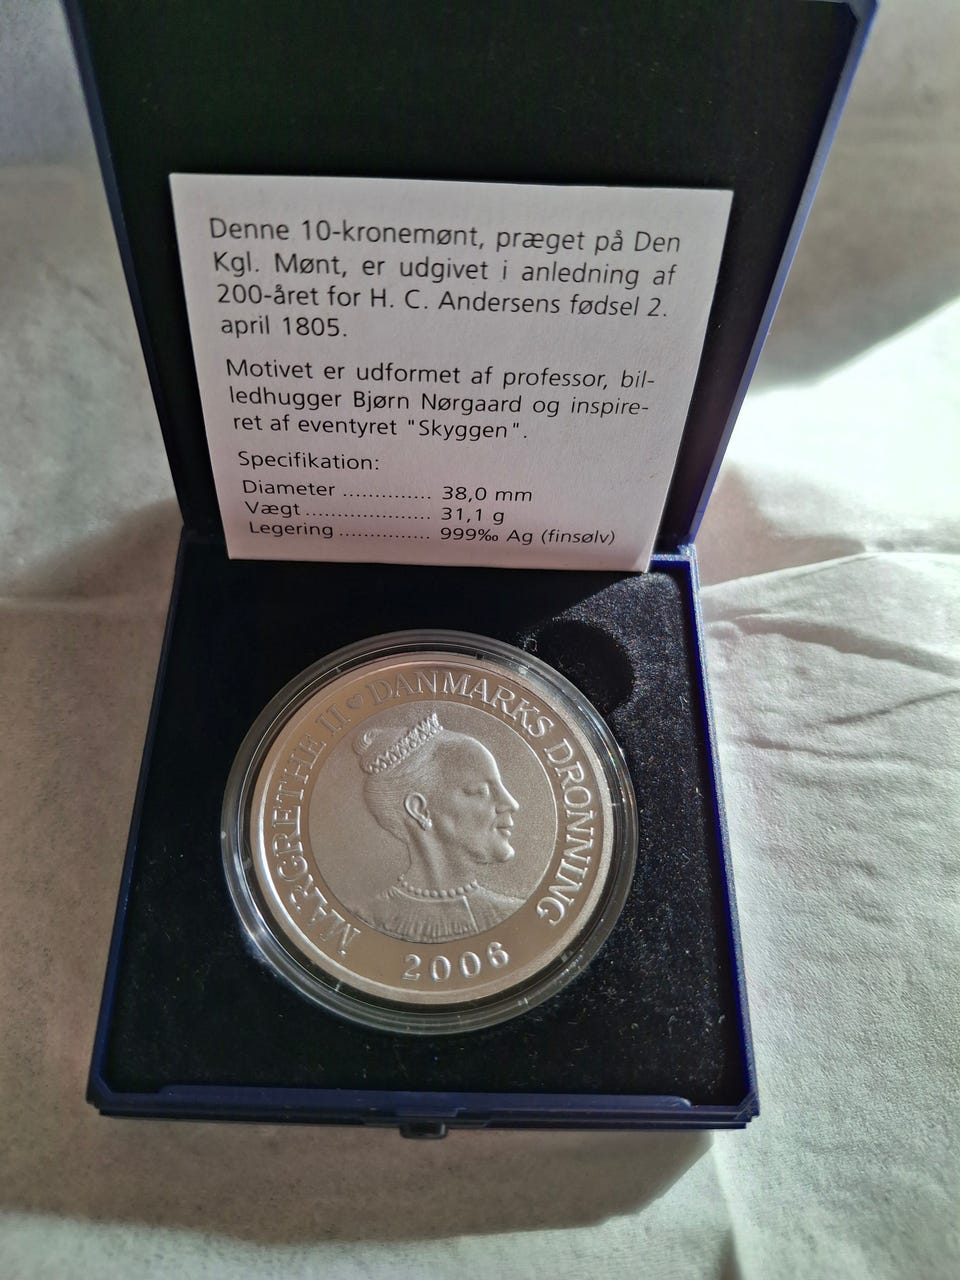 Denne 10-kronemønt, præget på Den
Kgl. Mønt, er udgivet i anledning af
200-året for H. C. Andersens fødsel 2.
april 1805.
Motivet er udformet af professor, bil-
ledhugger Bjørn Nørgaard og inspire-
ret af eventyret "Skyggen".
Specifikation:
Diameter .............. 38,0 mm
Vægt .................... 31,1 g
Legering ............... 999‰ Ag (finsølv)
MARGRETHE II ♥ DANMARKS DRONNING
2006